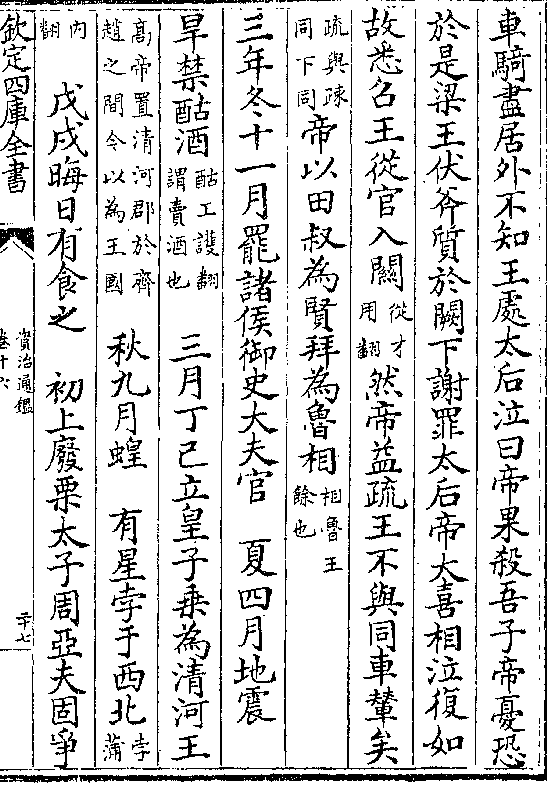 車騎盡居外不知王處太后泣曰帝果殺吾子帝憂恐
於是梁王伏斧質於闕下謝罪太后帝大喜相泣復如
故悉召王從官入關從才用翻然帝益疏王不與同車輦矣
疏與踈同下同帝以田叔為賢拜為魯相相魯王餘也
三年冬十一月罷諸侯御史大夫官　夏四月地震
旱禁酤酒酤工護翻謂賣酒也　三月丁巳立皇子乘為清河王
高帝置清河郡於齊趙之間令以為王國　秋九月蝗　有星孛于西北孛蒲
内翻　戊戌晦日有食之　初上廢栗太子周亞夫固爭
欽定四庫全書
資治通鑑
卷十六
二十七